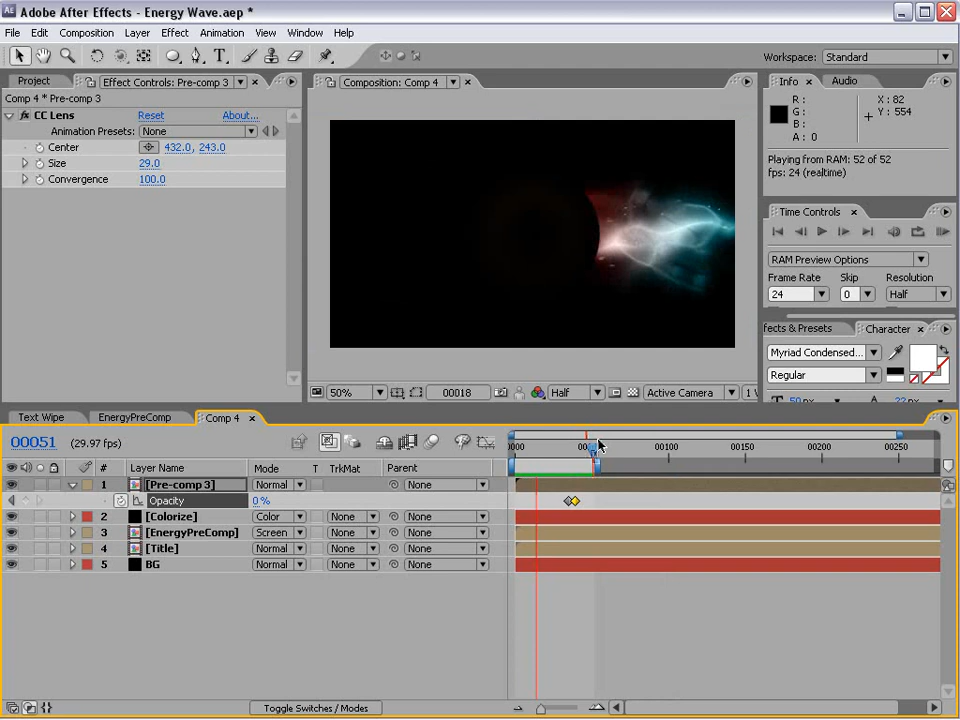 Adobe After Effects - Energy Wave.aep *
File Edit Composition Layer Effect Animation View Window Help
Workspace: Standard
Project Effect Controls: Pre-comp 3
Comp 4 * Pre-comp 3
CC Lens Reset About...
Animation Presets: None
Center 432.0, 243.0
Size 29.0
Convergence 100.0
Composition: Comp 4
50% 00018 Half Active Camera
Info Audio
R :
G :
B :
A : 0
X : 82
Y : 554
Playing from RAM: 52 of 52
fps: 24 (realtime)
Time Controls
RAM Preview Options
Frame Rate Skip Resolution
24 0 Half
ffects & Presets Character
Myriad Condensed...
Regular
Text Wipe EnergyPreComp Comp 4
00051 (29.97 fps)
00100 00150 00200 00250
# Layer Name Mode T TrkMat Parent
1 [Pre-comp 3] Normal None
Opacity 0 %
2 [Colorize] Color None None
3 [EnergyPreComp] Screen None None
4 [Title] Normal None None
5 BG Normal None None
Toggle Switches / Modes